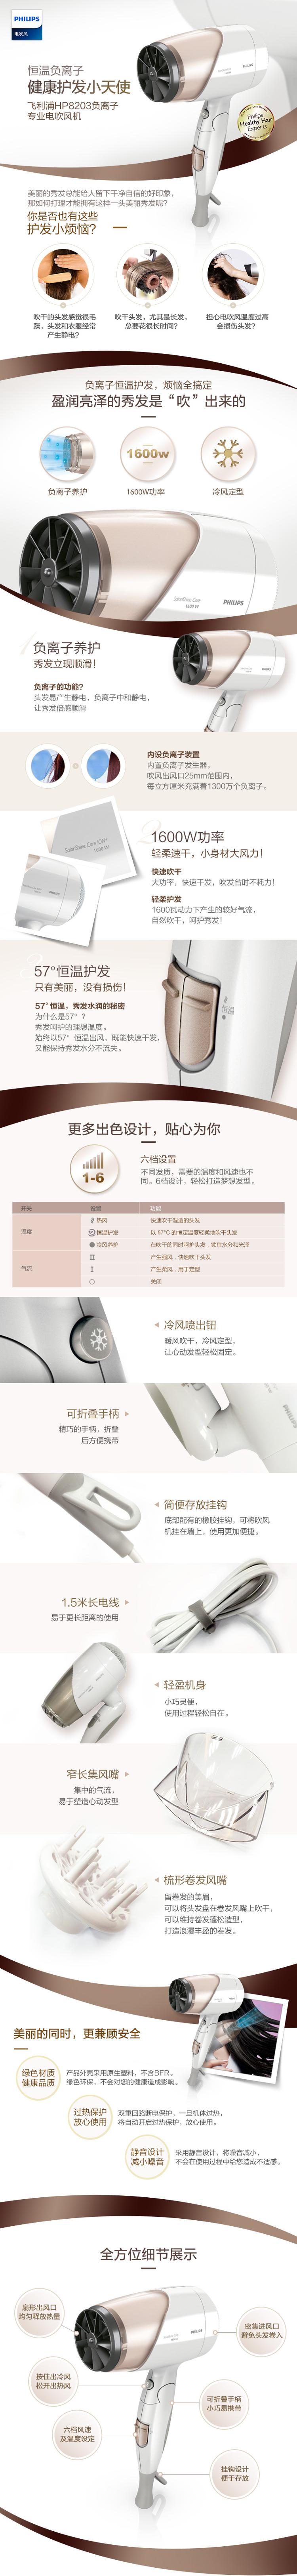 PHILIPS
电吹风
恒温负离子
健康护发小天使
飞利浦HP8203负离子
专业电吹风机
Philips
Healthy Hair
Experts
美丽的秀发总能给人留下干净自信的好印象，
那如何打理才能拥有这样一头美丽秀发呢？
你是否也有这些
护发小烦恼？
吹干的头发感觉很毛
躁，头发和衣服经常
产生静电？
吹干头发，尤其是长发，
总要花很长时间？
担心电吹风温度过高
会损伤头发？
负离子恒温护发，烦恼全搞定
盈润亮泽的秀发是“吹”出来的
1600w
负离子养护
1600W功率
冷风定型
SalonShine Care
1600 W
PHILIPS
负离子养护
秀发立现顺滑！
负离子的功能？
头发易产生静电，负离子中和静电，
让秀发倍感顺滑
内设负离子装置
内置负离子发生器，
吹风出风口25mm范围内，
每立方厘米充满着1300万个负离子。
1600W功率
轻柔速干，小身材大风力！
快速吹干
大功率，快速干发，吹发省时不耗力！
轻柔护发
1600瓦动力下产生的较好气流，
自然吹干，呵护秀发！
57°恒温护发
只有美丽，没有损伤！
57°恒温，秀发水润的秘密
为什么是57°？
秀发呵护的理想温度。
始终以57°恒温出风，既能快速干发，
又能保持秀发水分不流失。
恒温
更多出色设计，贴心为你
1-6
六档设置
不同发质，需要的温度和风速也不
同。6档设计，轻松打造梦想发型。
开关 设置 功能
温度
热风 快速吹干湿透的头发
恒温护发 以 57°C 的恒定温度轻柔地吹干头发
冷风养护 在吹干的同时呵护头发，锁住水分和光泽
气流
II 产生强风，快速吹干头发
I 产生柔风，用于定型
○ 关闭
冷风喷出钮
暖风吹干，冷风定型，
让心动发型轻松固定。
可折叠手柄
精巧的手柄，折叠
后方便携带
简便存放挂钩
底部配有的橡胶挂钩，可将吹风
机挂在墙上，使用更加便捷。
1.5米长电线
易于更长距离的使用
轻盈机身
小巧灵便，
使用过程轻松自在。
窄长集风嘴
集中的气流，
易于塑造心动发型
梳形卷发风嘴
留卷发的美眉，
可以将头发盘在卷发风嘴上吹干，
可以维持卷发蓬松造型，
打造浪漫丰盈的卷发。
美丽的同时，更兼顾安全
绿色材质
健康品质
产品外壳采用原生塑料，不含BFR。
绿色环保，不会对您的健康造成影响。
过热保护
放心使用
双重回路断电保护，一旦机体过热，
将自动开启过热保护，放心使用。
静音设计
减小噪音
采用静音设计，将噪音减小，
不会在使用过程中给您造成不适感。
全方位细节展示
扇形出风口
均匀释放热量
密集进风口
避免头发卷入
按住出冷风
松开出热风
可折叠手柄
小巧易携带
六档风速
及温度设定
挂钩设计
便于存放
PHILIPS